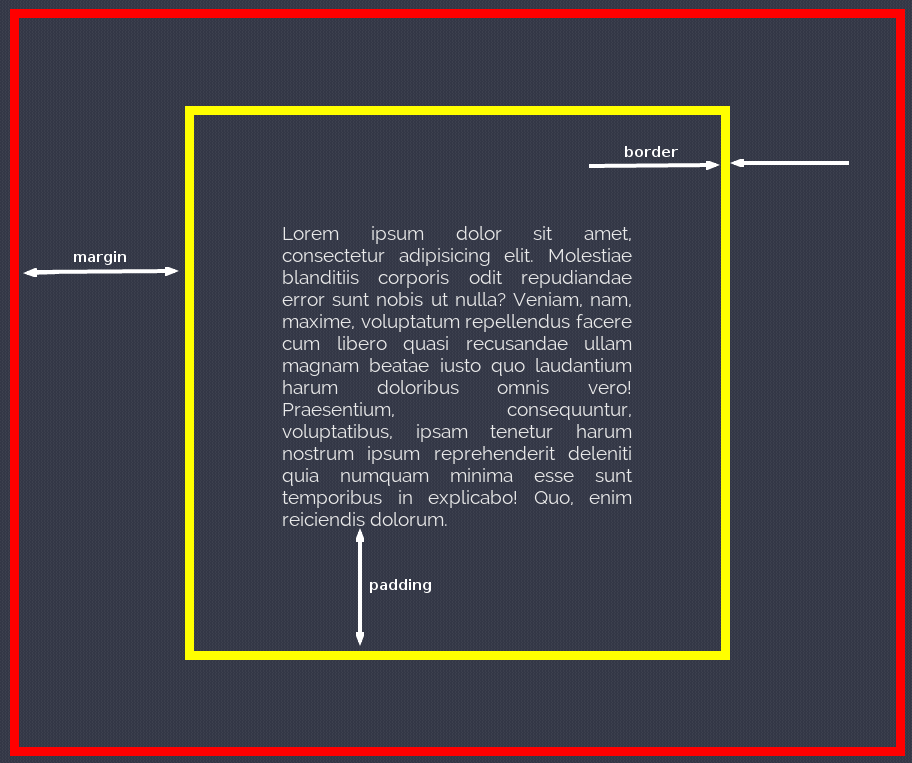 border
margin
Lorem ipsum dolor sit amet,
consectetur adipisicing elit. Molestiae
blanditiis corporis odit repudiandae
error sunt nobis ut nulla? Veniam, nam,
maxime, voluptatum repellendus facere
cum libero quasi recusandae ullam
magnam beatae iusto quo laudantium
harum doloribus omnis vero!
Praesentium, consequuntur,
voluptatibus, ipsam tenetur harum
nostrum ipsum reprehenderit deleniti
quia numquam minima esse sunt
temporibus in explicabo! Quo, enim
reiciendis dolorum.
padding